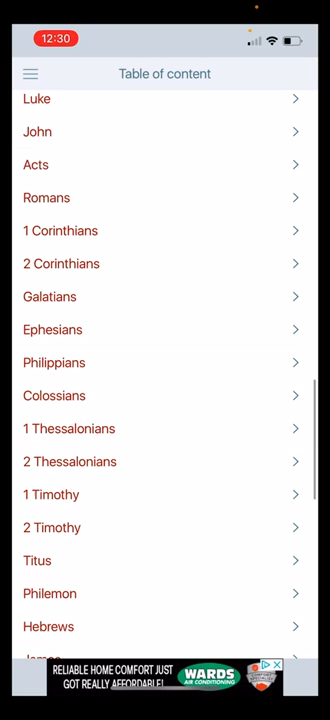 12:30
Table of content
Luke
John
Acts
Romans
1 Corinthians
2 Corinthians
Galatians
Ephesians
Philippians
Colossians
1 Thessalonians
2 Thessalonians
1 Timothy
2 Timothy
Titus
Philemon
Hebrews
James
RELIABLE HOME COMFORT JUST
GOT REALLY AFFORDABLE!
WARDS
AIR CONDITIONING